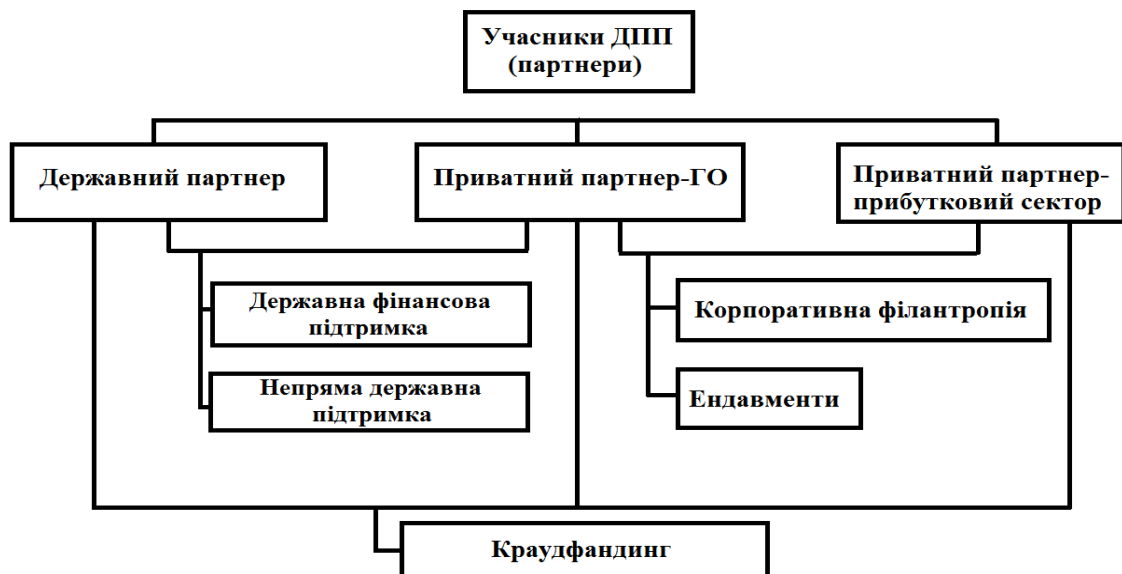 Учасники ДПП
(партнери)
Державний партнер
Приватний партнер-ГО
Приватний партнер-
прибутковий сектор
Державна фінансова
підтримка
Корпоративна філантропія
Непряма державна
підтримка
Ендавменти
Краудфандинг